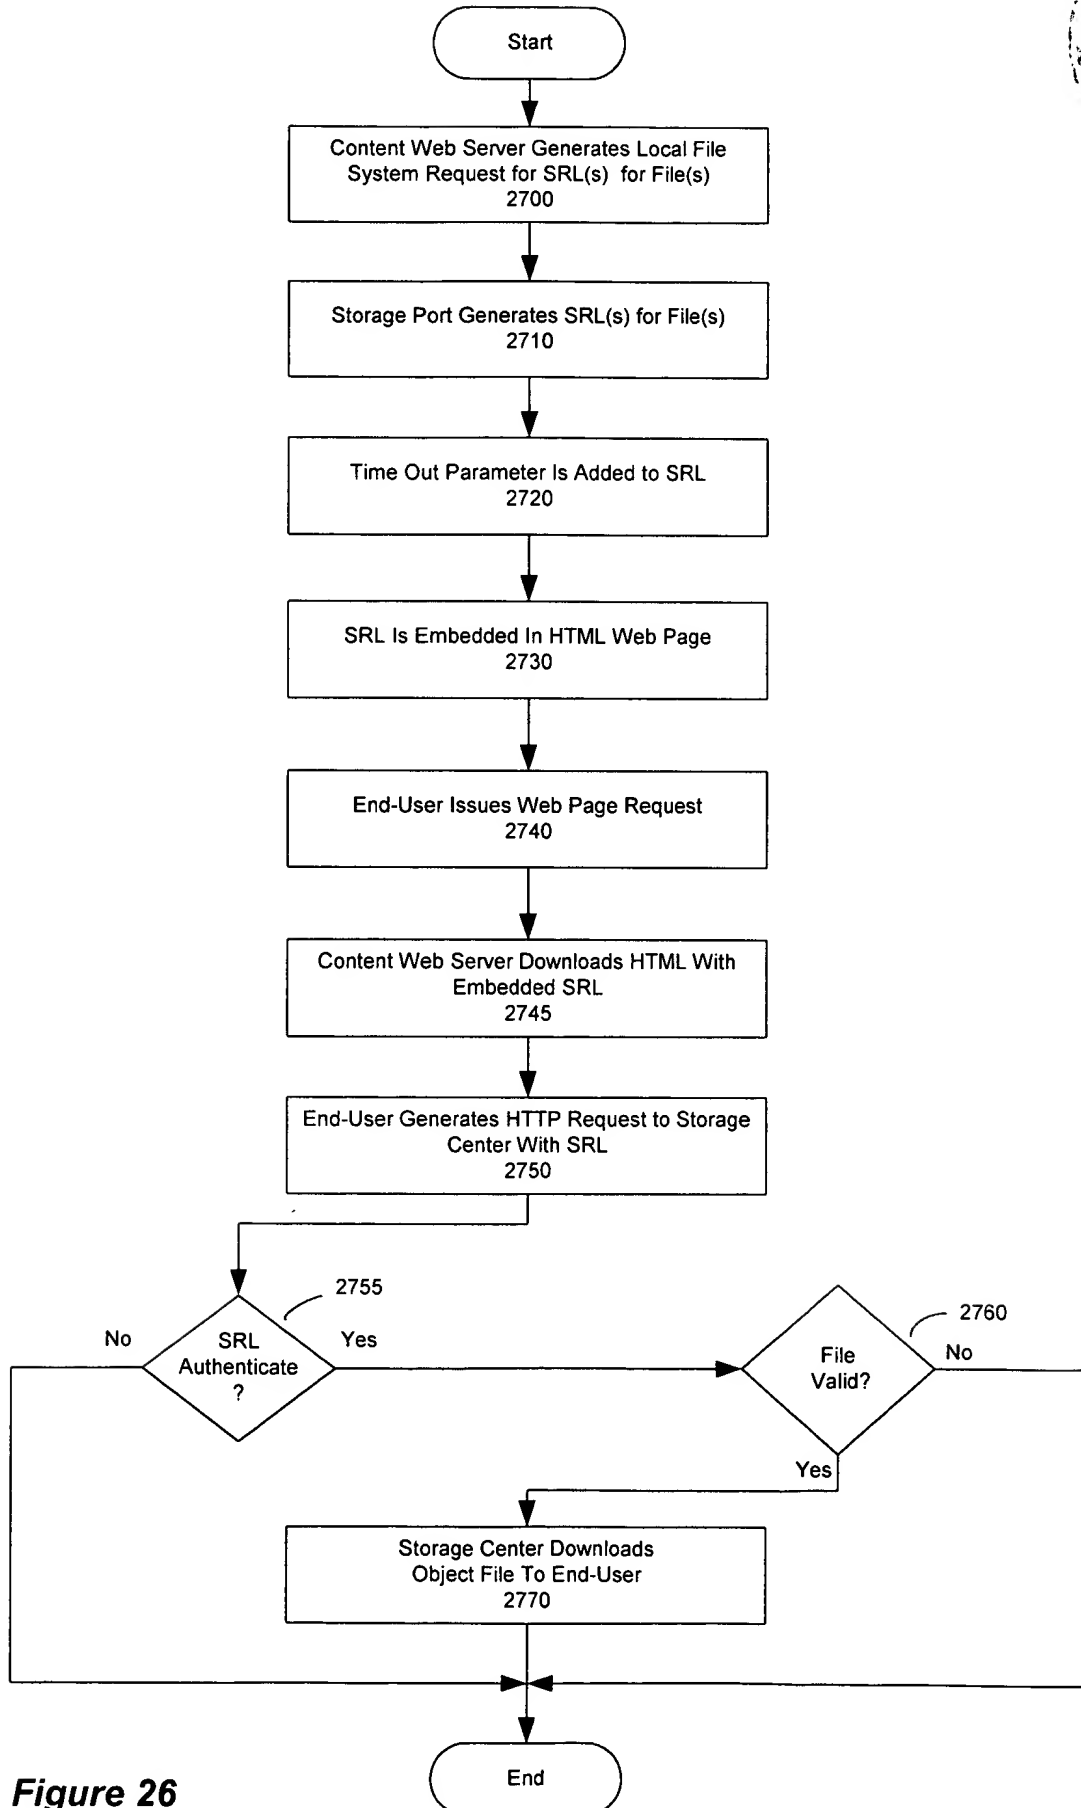 Start
Content Web Server Generates Local File
System Request for SRL(s) for File(s)
2700
Storage Port Generates SRL(s) for File(s)
2710
Time Out Parameter Is Added to SRL
2720
SRL Is Embedded In HTML Web Page
2730
End-User Issues Web Page Request
2740
Content Web Server Downloads HTML With
Embedded SRL
2745
End-User Generates HTTP Request to Storage
Center With SRL
2750
2755
No
SRL
Authenticate
?
Yes
2760
File
Valid?
No
Yes
Storage Center Downloads
Object File To End-User
2770
End
Figure 26